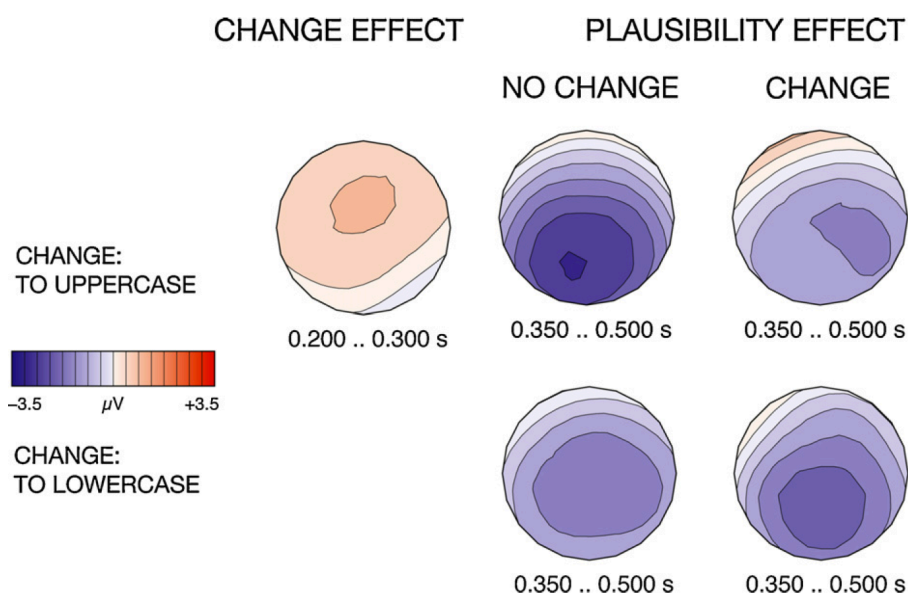 CHANGE EFFECT
PLAUSIBILITY EFFECT
NO CHANGE
CHANGE
CHANGE:
TO UPPERCASE
0.200 .. 0.300 s
0.350 .. 0.500 s
0.350 .. 0.500 s
−3.5
µV
+3.5
CHANGE:
TO LOWERCASE
0.350 .. 0.500 s
0.350 .. 0.500 s